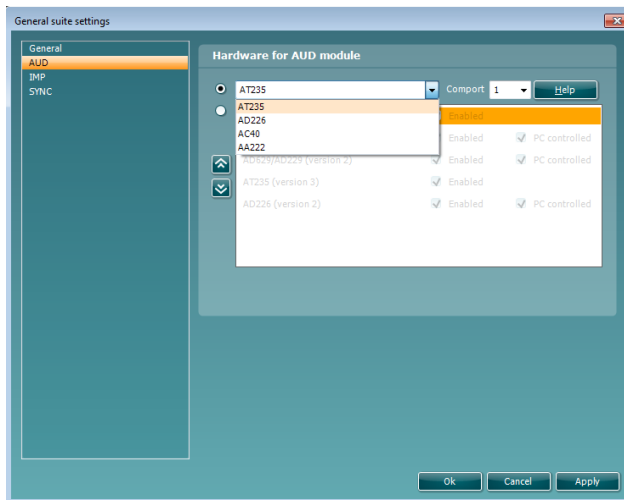 General suite settings
General
AUD
IMP
SYNC
Hardware for AUD module
AT235 Comport 1 Help
AT235
AD226 Enabled
AC40 Enabled PC controlled
AA222
AD629/AD229 (version 2) Enabled PC controlled
AT235 (version 3) Enabled
AD226 (version 2) Enabled PC controlled
Ok Cancel Apply